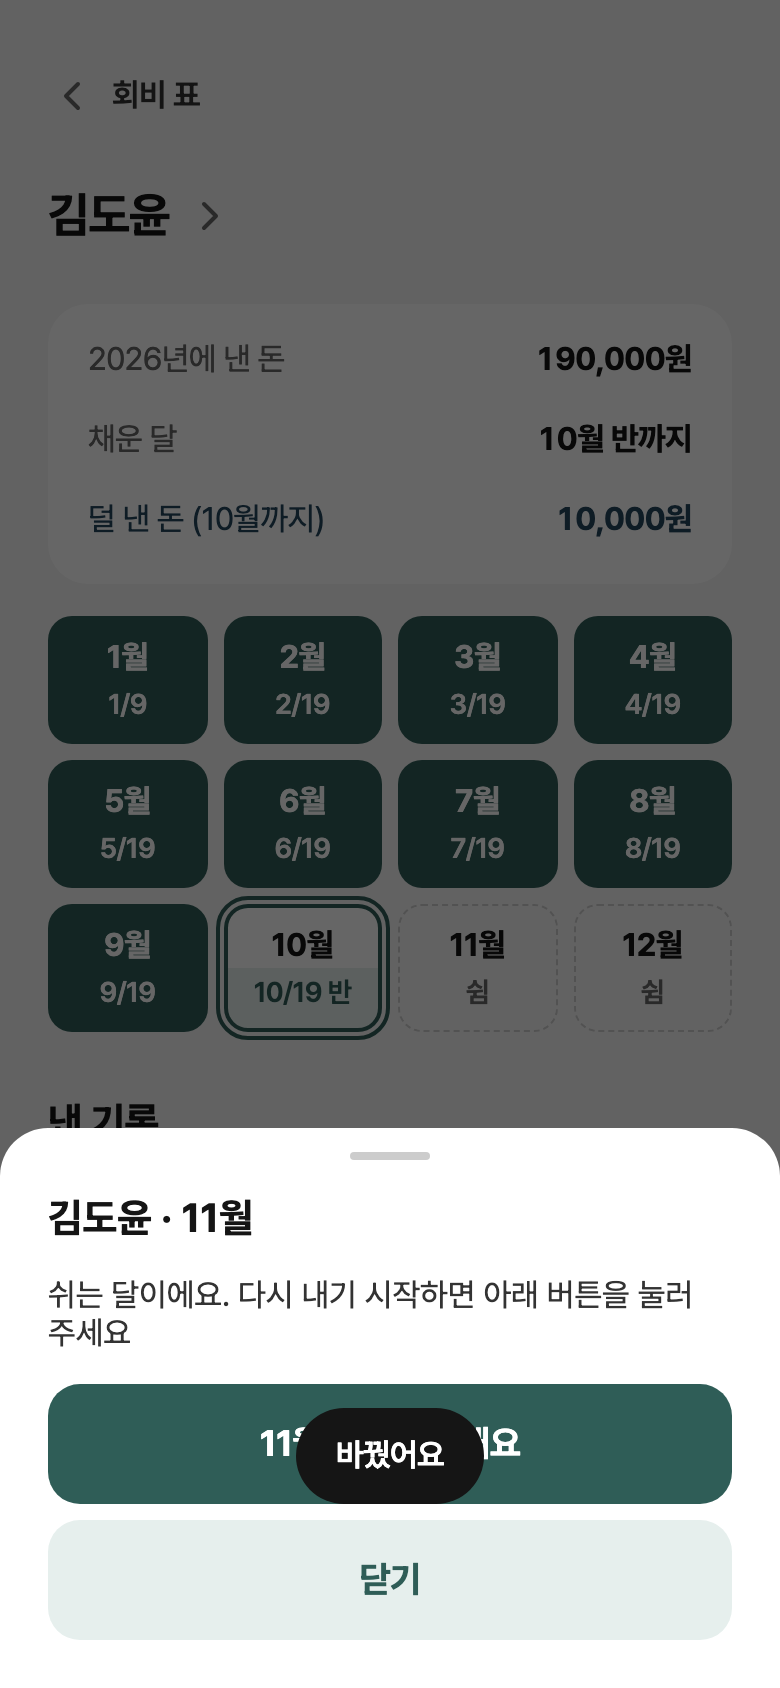 회비 표
김도윤
2026년에 낸 돈 190,000원
채운 달 10월 반까지
덜 낸 돈 (10월까지) 10,000원
1월 2월 3월 4월
1/9 2/19 3/19 4/19
5월 6월 7월 8월
5/19 6/19 7/19 8/19
9월 10월 11월 12월
9/19 10/19 반 쉼 쉼
낸 기록
김도윤 · 11월
쉬는 달이에요. 다시 내기 시작하면 아래 버튼을 눌러
주세요
바꿨어요
닫기